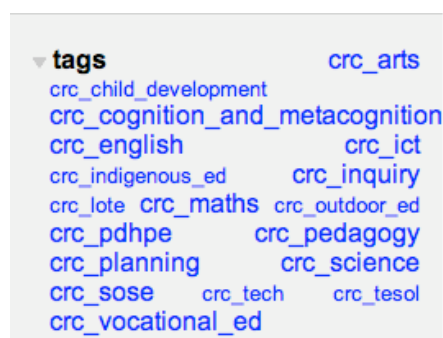 tags crc_arts
crc_child_development
crc_cognition_and_metacognition
crc_english crc_ict
crc_indigenous_ed crc_inquiry
crc_lote crc_maths crc_outdoor_ed
crc_pdhpe crc_pedagogy
crc_planning crc_science
crc_sose crc_tech crc_tesol
crc_vocational_ed